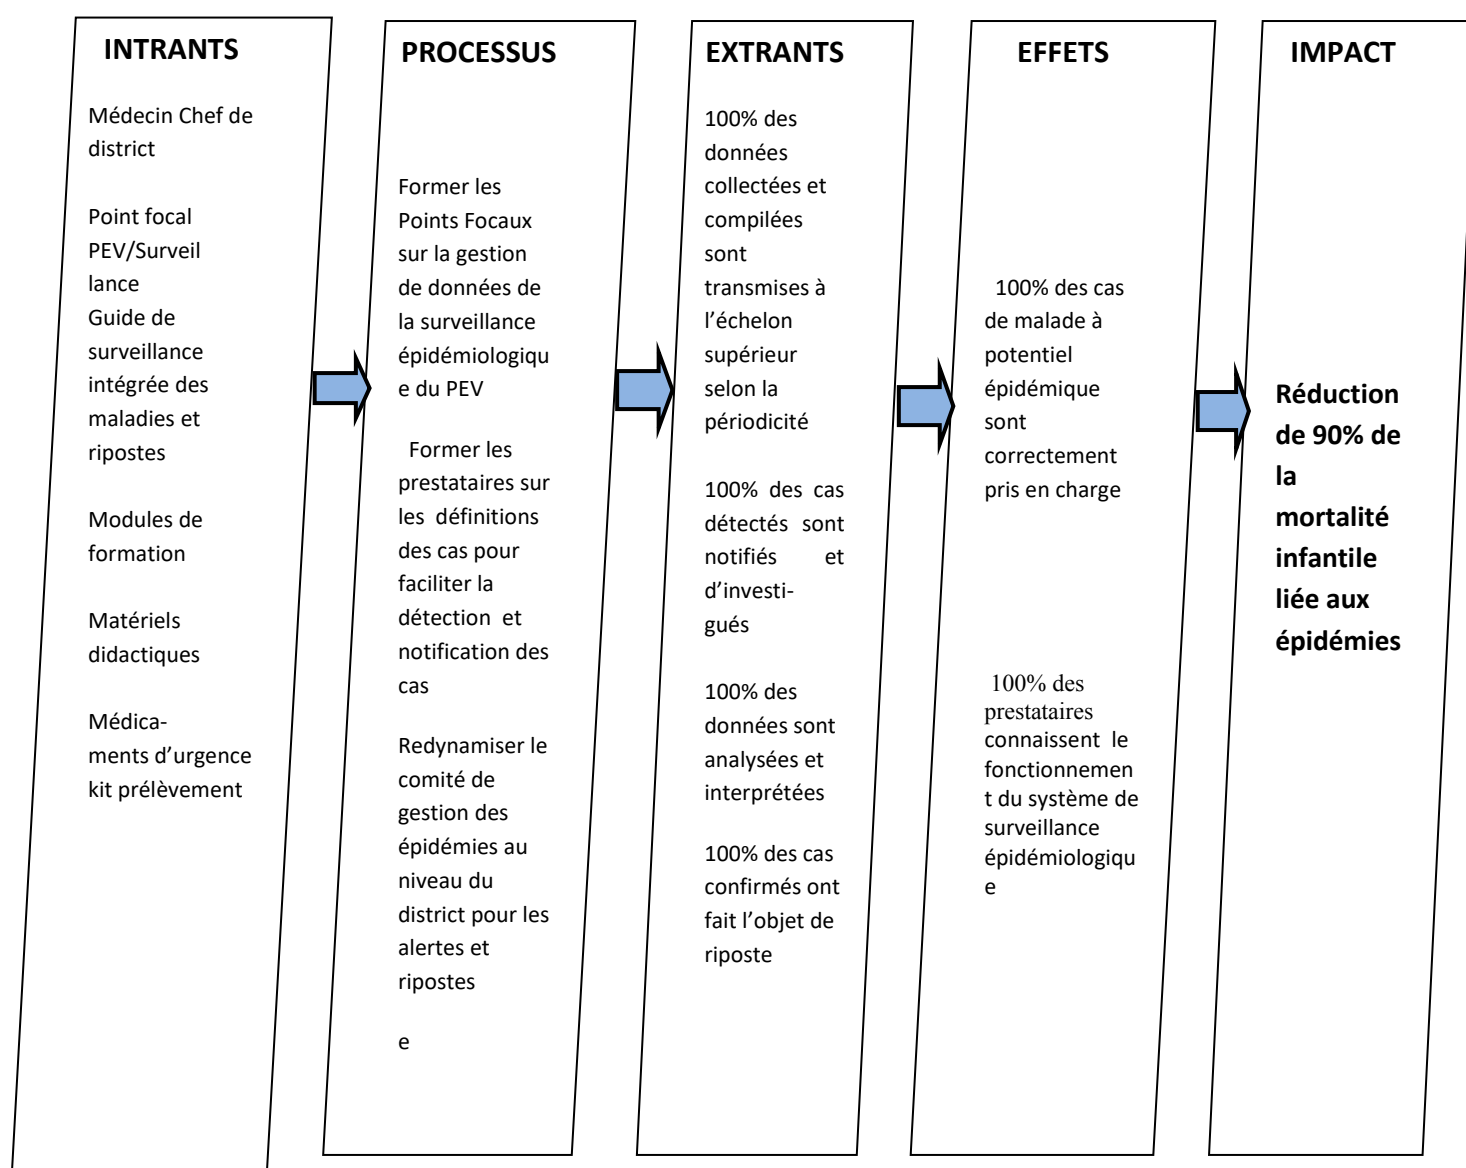 INTRANTS
Médecin Chef de
district
Point focal
PEV/Surveil
lance
Guide de
surveillance
intégrée des
maladies et
ripostes
Modules de
formation
Matériels
didactiques
Médica-
ments d’urgence
kit prélèvement
PROCESSUS
Former les
Points Focaux
sur la gestion
de données de
la surveillance
épidémiologiqu
e du PEV
Former les
prestataires sur
les définitions
des cas pour
faciliter la
détection et
notification des
cas
Redynamiser le
comité de
gestion des
épidémies au
niveau du
district pour les
alertes et
ripostes
e
EXTRANTS
100% des
données
collectées et
compilées
sont
transmises à
l’échelon
supérieur
selon la
périodicité
100% des cas
détectés sont
notifiés et
d’investi-
gués
100% des
données sont
analysées et
interprétées
100% des cas
confirmés ont
fait l’objet de
riposte
EFFETS
100% des cas
de malade à
potentiel
épidémique
sont
correctement
pris en charge
100% des
prestataires
connaissent le
fonctionnemen
t du système de
surveillance
épidémiologiqu
e
IMPACT
Réduction
de 90% de
la
mortalité
infantile
liée aux
épidémies